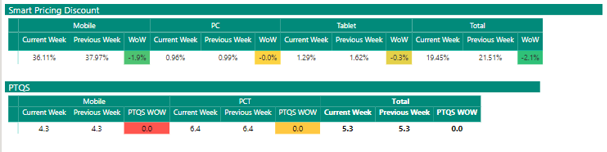 Smart Pricing Discount
Mobile PC Tablet Total
Current Week Previous Week WoW Current Week Previous Week WoW Current Week Previous Week WoW Current Week Previous Week WoW
36.11% 37.97% -1.9% 0.96% 0.99% -0.0% 1.29% 1.62% -0.3% 19.45% 21.51% -2.1%
PTQS
Mobile PCT Total
Current Week Previous Week PTQS WOW Current Week Previous Week PTQS WOW Current Week Previous Week PTQS WOW
4.3 4.3 0.0 6.4 6.4 0.0 5.3 5.3 0.0